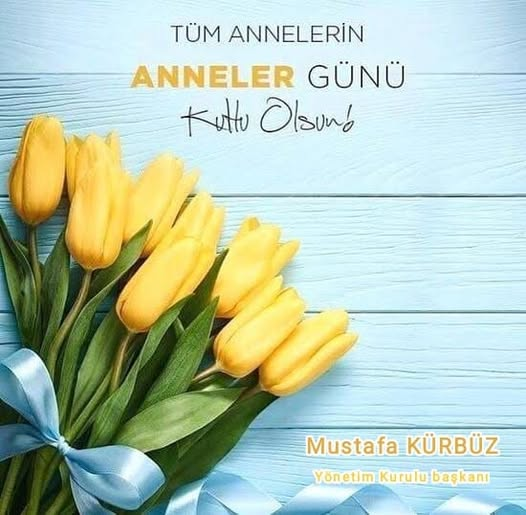 TÜM ANNELERİN
ANNELER GÜNÜ
Kutlu Olsun
Mustafa KÜRBÜZ
Yönetim Kurulu başkanı